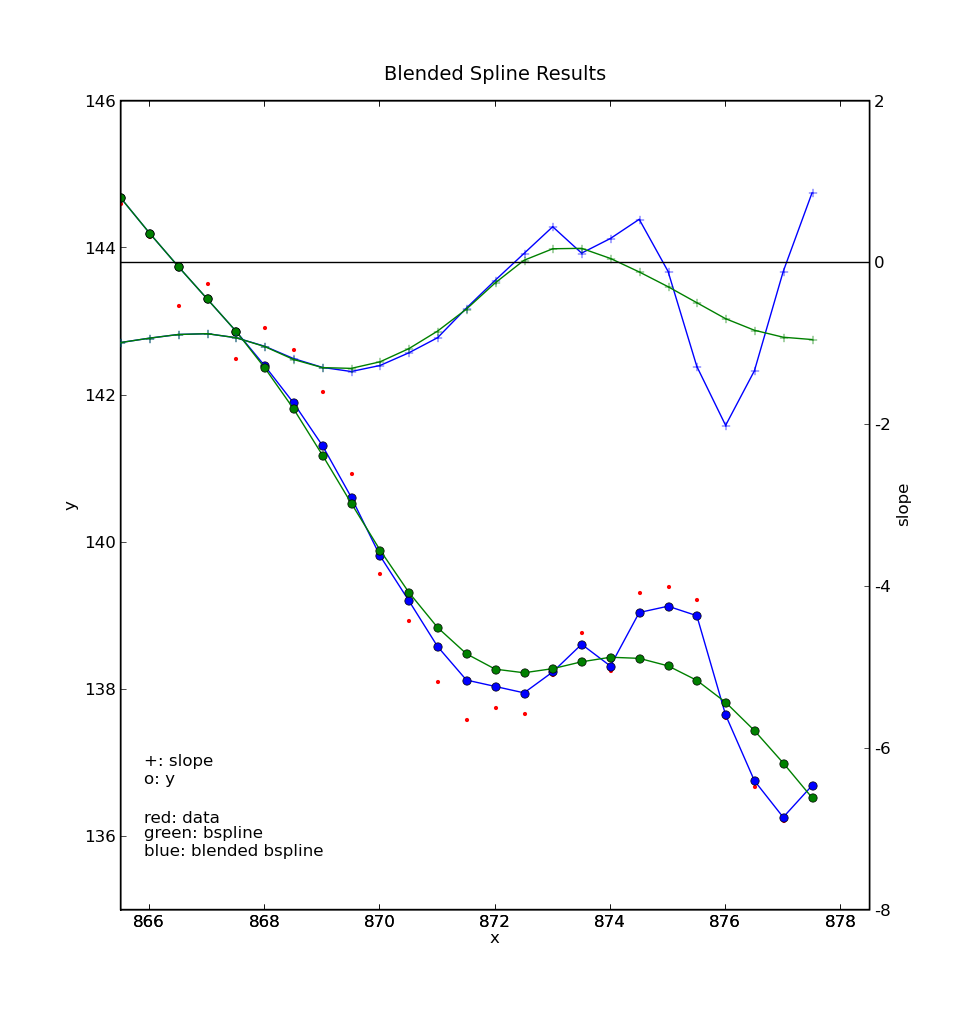 Blended Spline Results
146
144
142
140
138
136
y
2
0
-2
-4
-6
-8
slope
+: slope
o: y
red: data
green: bspline
blue: blended bspline
866 868 870 872 874 876 878
x